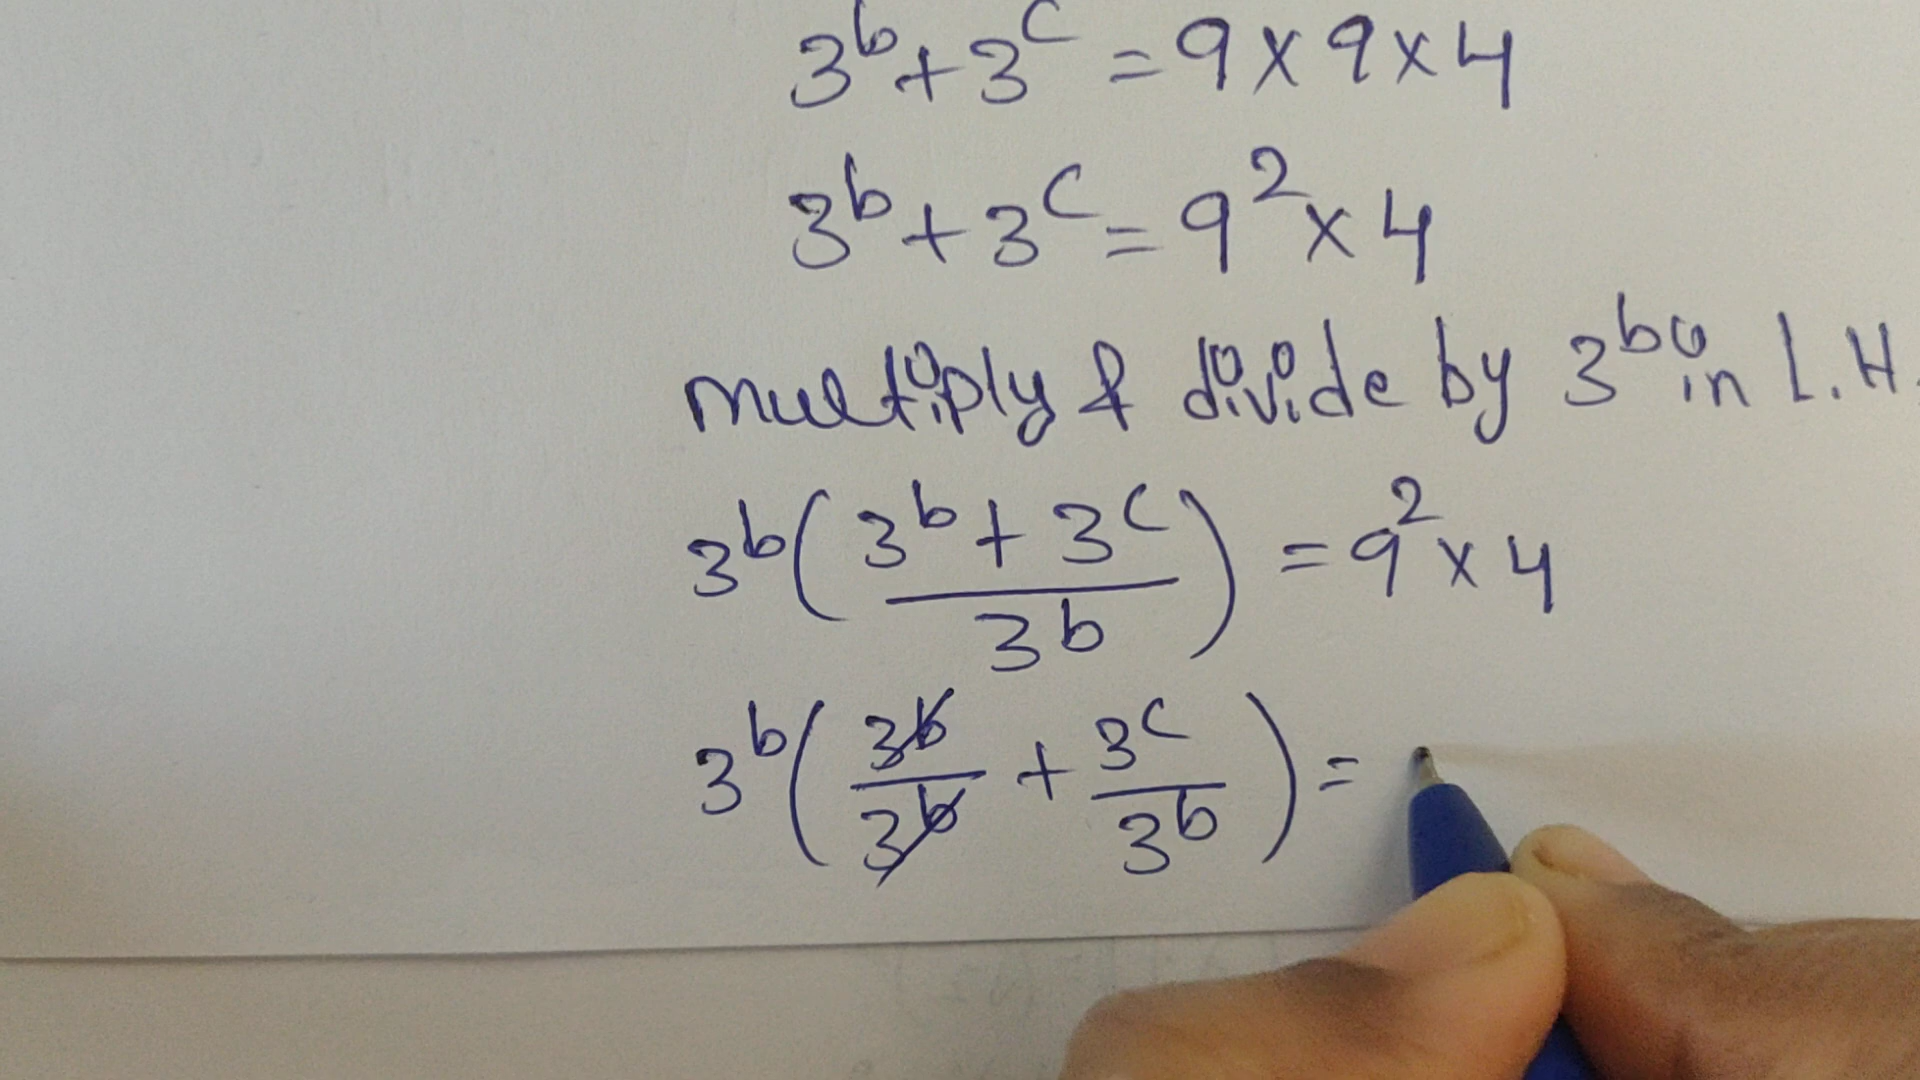 3^b + 3^c = 9 × 9 × 4
3^b + 3^c = 9^2 × 4
multiply & divide by 3^b in L.H.
3^b ( (3^b + 3^c) / 3^b ) = 9^2 × 4
3^b ( 3^b / 3^b + 3^c / 3^b ) =